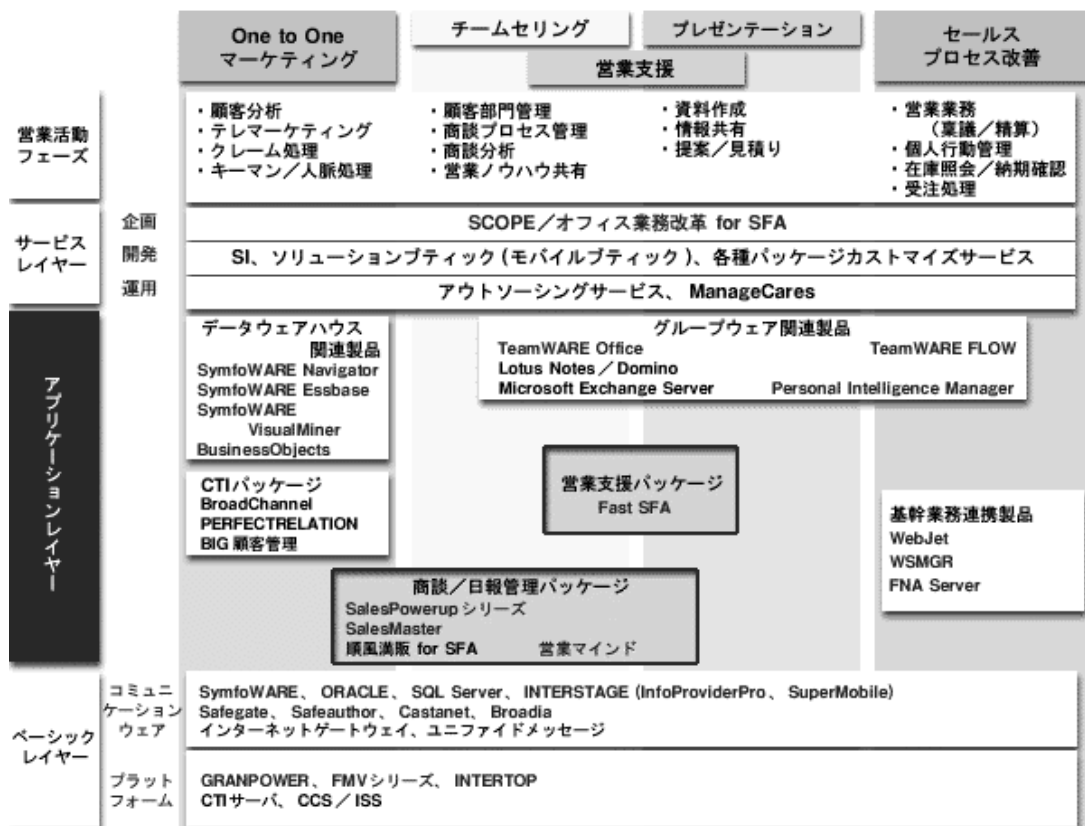 One to One
マーケティング
チームセリング
プレゼンテーション
営業支援
セールス
プロセス改善
営業活動
フェーズ
・顧客分析
・テレマーケティング
・クレーム処理
・キーマン／人脈処理
・顧客部門管理
・商談プロセス管理
・商談分析
・営業ノウハウ共有
・資料作成
・情報共有
・提案／見積り
・営業業務
（稟議／精算）
・個人行動管理
・在庫照会／納期確認
・受注処理
サービス
レイヤー
企画
SCOPE／オフィス業務改革 for SFA
開発
SI、ソリューションブティック(モバイルブティック)、各種パッケージカストマイズサービス
運用
アウトソーシングサービス、ManageCares
アプリケーションレイヤー
データウェアハウス
関連製品
SymfoWARE Navigator
SymfoWARE Essbase
SymfoWARE
VisualMiner
BusinessObjects
グループウェア関連製品
TeamWARE Office TeamWARE FLOW
Lotus Notes／Domino
Microsoft Exchange Server Personal Intelligence Manager
CTIパッケージ
BroadChannel
PERFECTRELATION
BIG 顧客管理
営業支援パッケージ
Fast SFA
基幹業務連携製品
WebJet
WSMGR
FNA Server
商談／日報管理パッケージ
SalesPowerupシリーズ
SalesMaster
順風満販 for SFA 営業マインド
ベーシック
レイヤー
コミュニ
ケーション
ウェア
SymfoWARE、ORACLE、SQL Server、INTERSTAGE (InfoProviderPro、SuperMobile)
Safegate、Safeauthor、Castanet、Broadia
インターネットゲートウェイ、ユニファイドメッセージ
プラット
フォーム
GRANPOWER、FMVシリーズ、INTERTOP
CTIサーバ、CCS／ISS